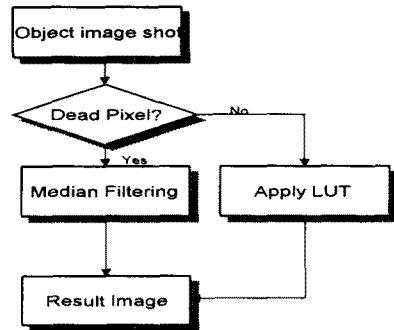 Object image shot
Dead Pixel?
No
Yes
Median Filtering
Apply LUT
Result Image